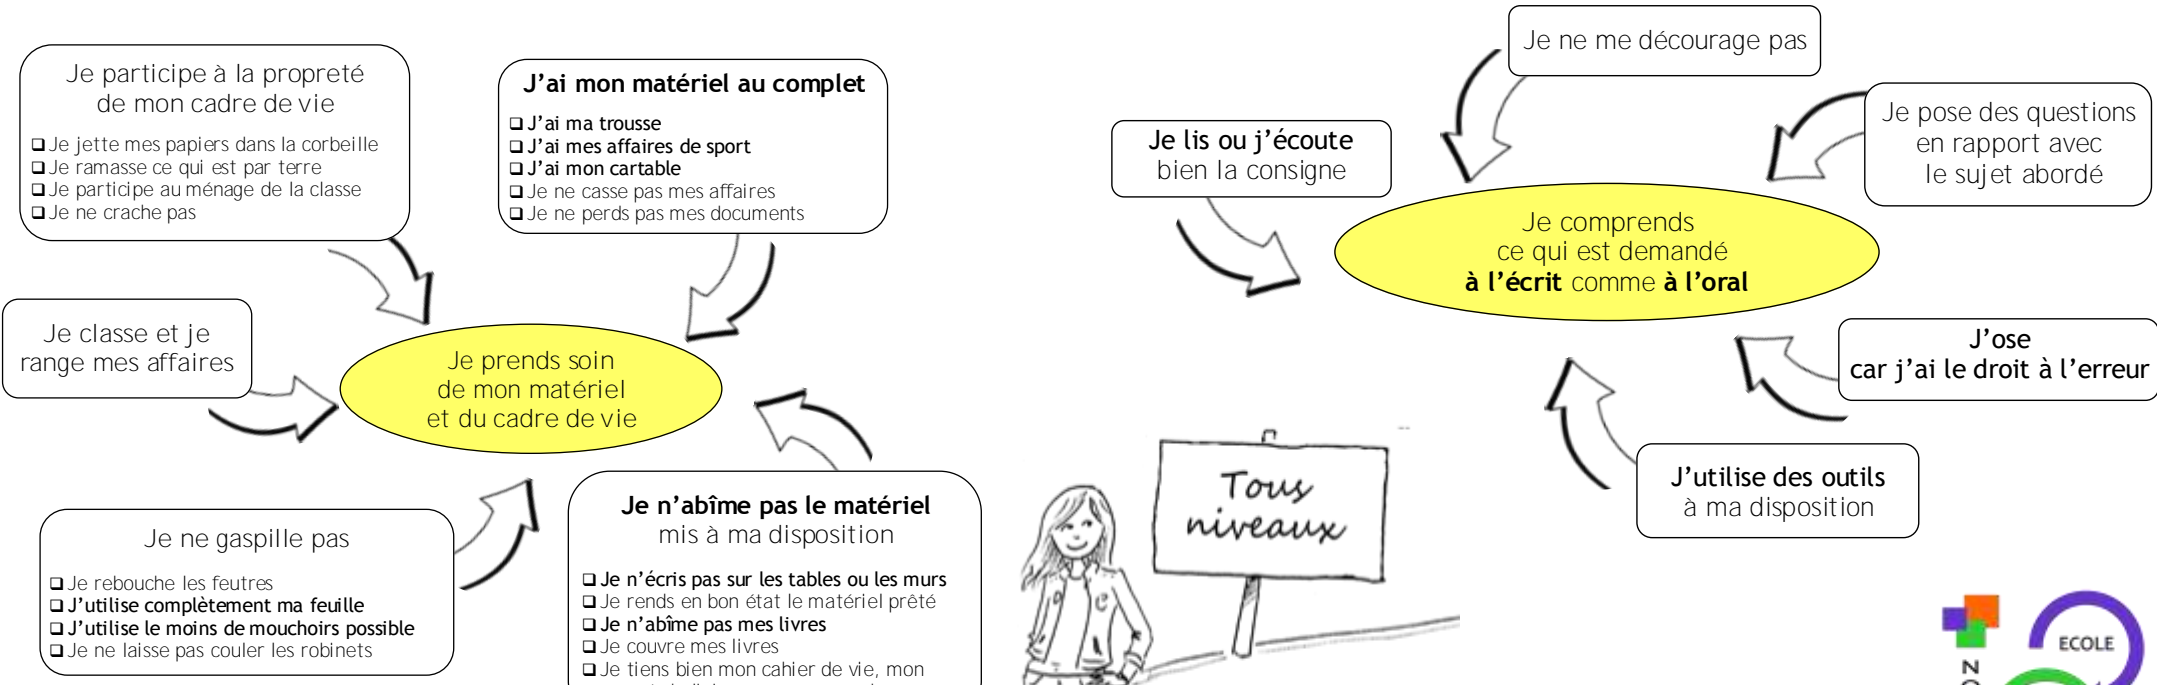 Je participe à la propreté
de mon cadre de vie
❑ Je jette mes papiers dans la corbeille
❑ Je ramasse ce qui est par terre
❑ Je participe au ménage de la classe
❑ Je ne crache pas
J’ai mon matériel au complet
❑ J’ai ma trousse
❑ J’ai mes affaires de sport
❑ J’ai mon cartable
❑ Je ne casse pas mes affaires
❑ Je ne perds pas mes documents
Je classe et je
range mes affaires
Je prends soin
de mon matériel
et du cadre de vie
Je ne gaspille pas
❑ Je rebouche les feutres
❑ J’utilise complètement ma feuille
❑ J’utilise le moins de mouchoirs possible
❑ Je ne laisse pas couler les robinets
Je n’abîme pas le matériel
mis à ma disposition
❑ Je n’écris pas sur les tables ou les murs
❑ Je rends en bon état le matériel prêté
❑ Je n’abîme pas mes livres
❑ Je couvre mes livres
❑ Je tiens bien mon cahier de vie, mon
Je ne me décourage pas
Je lis ou j’écoute
bien la consigne
Je pose des questions
en rapport avec
le sujet abordé
Je comprends
ce qui est demandé
à l’écrit comme à l’oral
J’ose
car j’ai le droit à l’erreur
J’utilise des outils
à ma disposition
Tous
niveaux
ECOLE